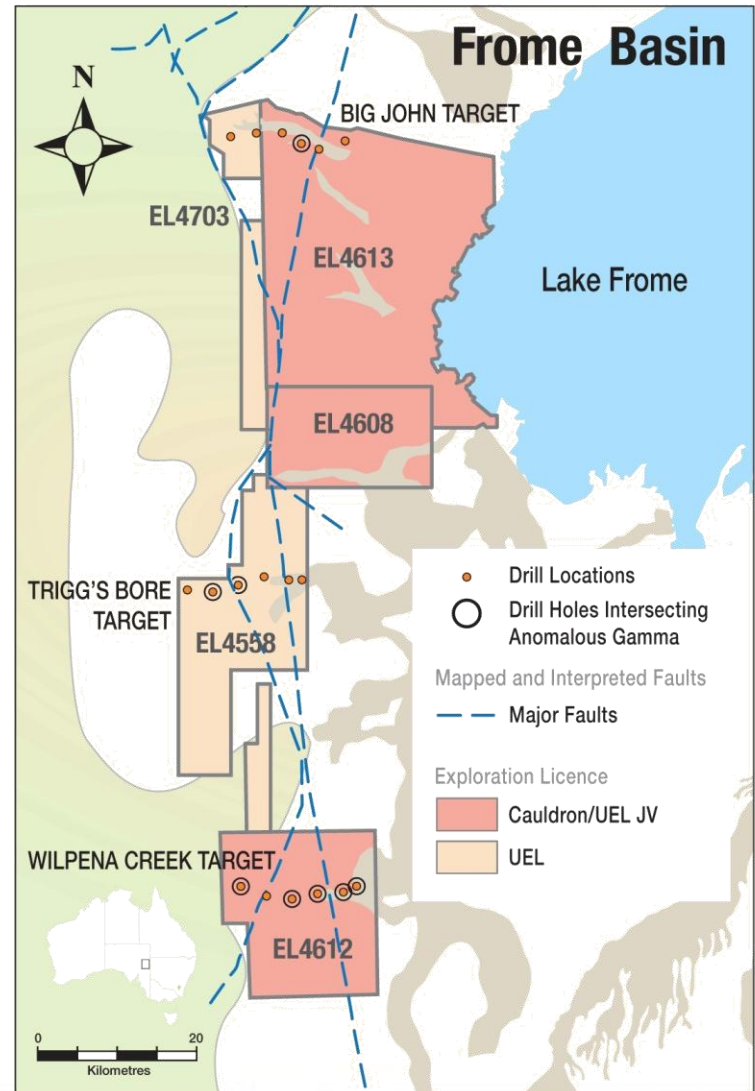 Frome Basin
N
BIG JOHN TARGET
EL4703
EL4613
Lake Frome
EL4608
TRIGG'S BORE
TARGET
EL4558
Drill Locations
Drill Holes Intersecting
Anomalous Gamma
Mapped and Interpreted Faults
Major Faults
Exploration Licence
Cauldron/UEL JV
UEL
WILPENA CREEK TARGET
EL4612
0 20
Kilometres